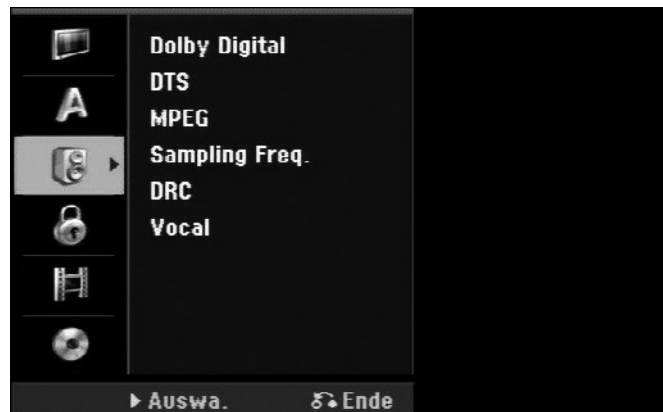 Dolby Digital
DTS
MPEG
Sampling Freq.
DRC
Vocal
Auswa. Ende